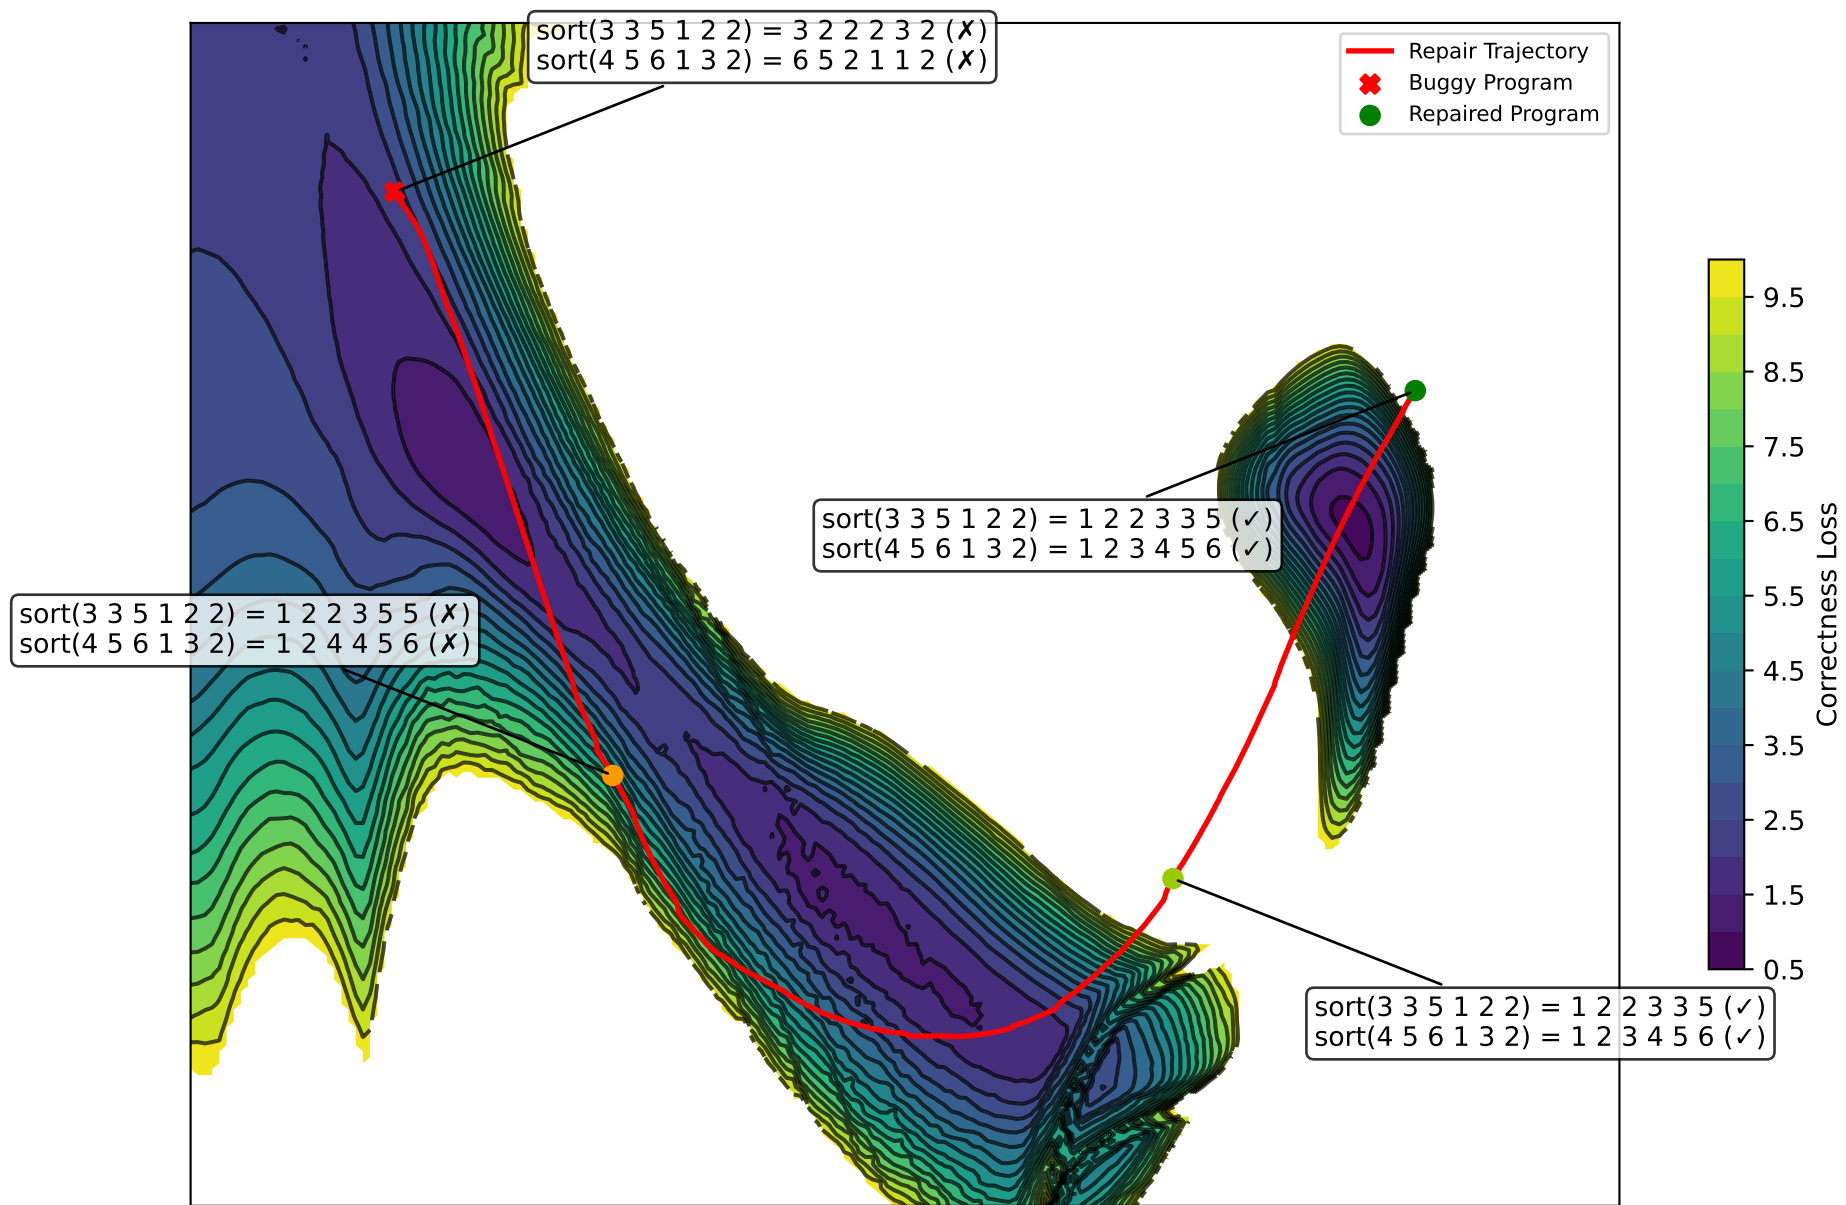 sort(3 3 5 1 2 2) = 3 2 2 2 3 2 (✗)
sort(4 5 6 1 3 2) = 6 5 2 1 1 2 (✗)
Repair Trajectory
Buggy Program
Repaired Program
sort(3 3 5 1 2 2) = 1 2 2 3 3 5 (✓)
sort(4 5 6 1 3 2) = 1 2 3 4 5 6 (✓)
sort(3 3 5 1 2 2) = 1 2 2 3 5 5 (✗)
sort(4 5 6 1 3 2) = 1 2 4 4 5 6 (✗)
sort(3 3 5 1 2 2) = 1 2 2 3 3 5 (✓)
sort(4 5 6 1 3 2) = 1 2 3 4 5 6 (✓)
9.5
8.5
7.5
6.5
5.5
4.5
3.5
2.5
1.5
0.5
Correctness Loss